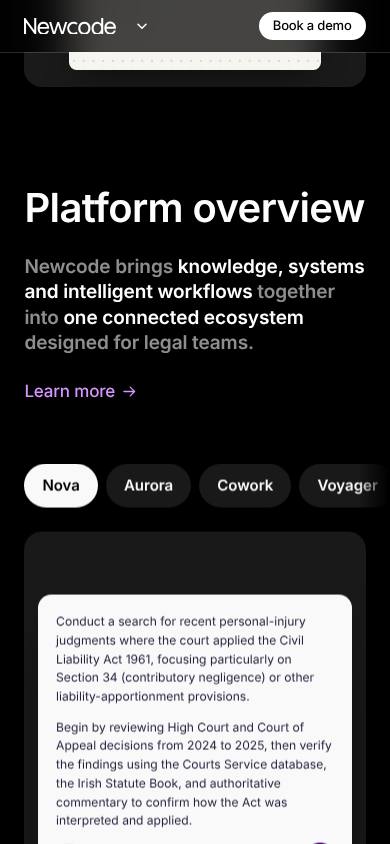 Newcode
Book a demo
Platform overview
Newcode brings knowledge, systems
and intelligent workflows together
into one connected ecosystem
designed for legal teams.
Learn more →
Nova
Aurora
Cowork
Voyager
Conduct a search for recent personal-injury
judgments where the court applied the Civil
Liability Act 1961, focusing particularly on
Section 34 (contributory negligence) or other
liability-apportionment provisions.
Begin by reviewing High Court and Court of
Appeal decisions from 2024 to 2025, then verify
the findings using the Courts Service database,
the Irish Statute Book, and authoritative
commentary to confirm how the Act was
interpreted and applied.